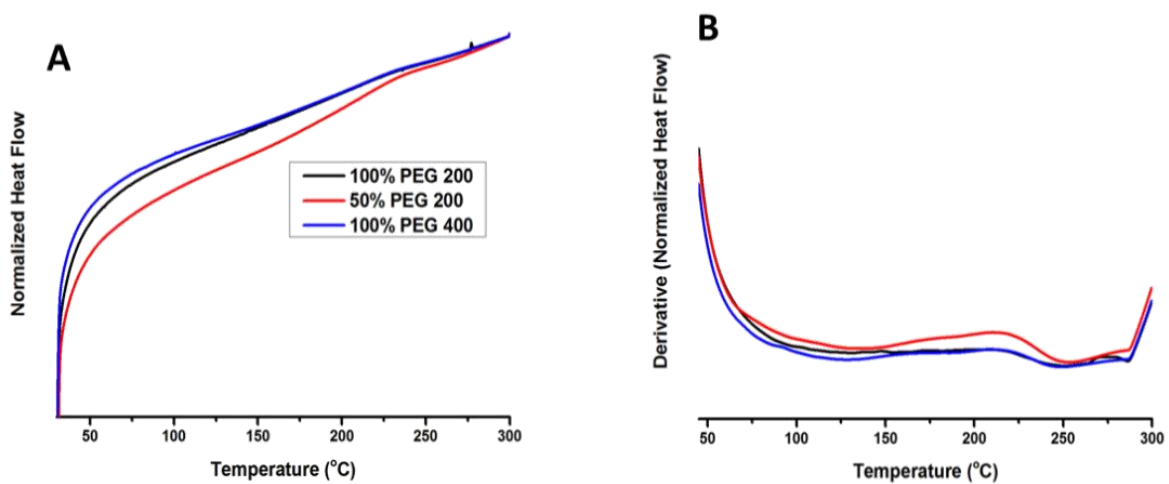 A
Normalized Heat Flow
100% PEG 200
50% PEG 200
100% PEG 400
50 100 150 200 250 300
Temperature (°C)
B
Derivative (Normalized Heat Flow)
50 100 150 200 250 300
Temperature (°C)